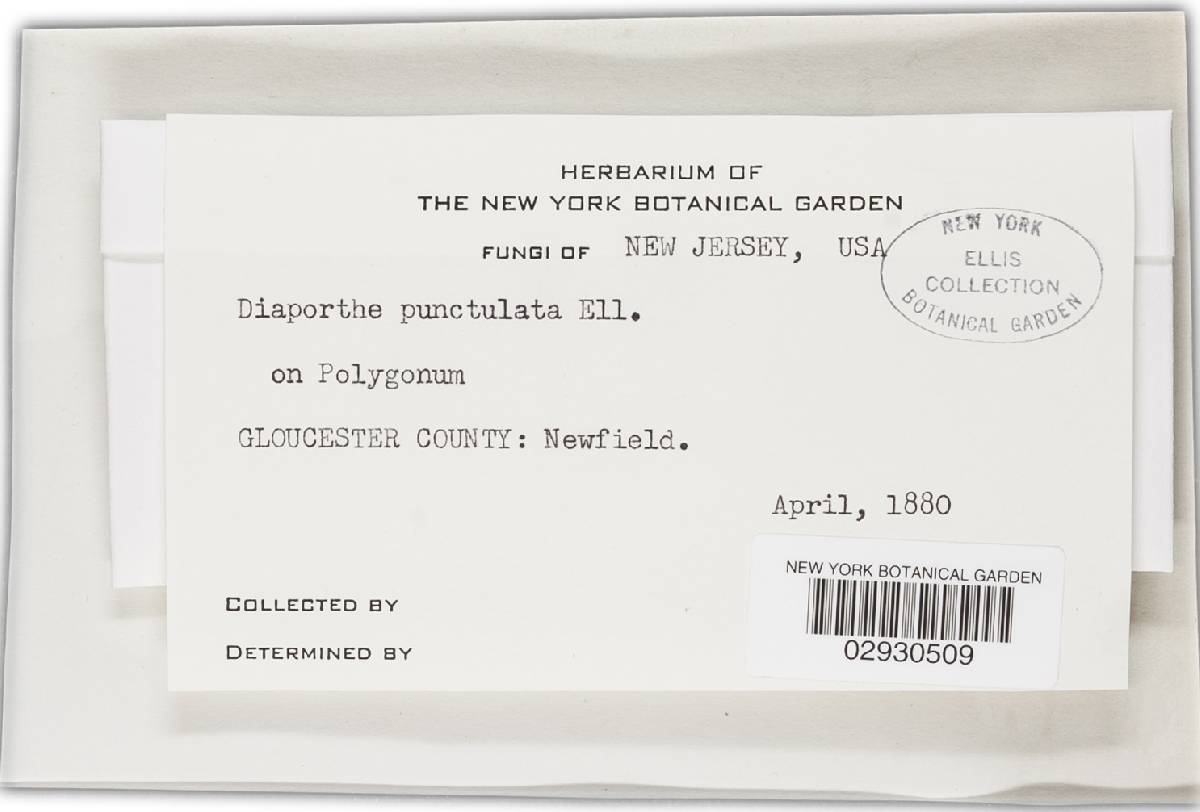 HERBARIUM OF
THE NEW YORK BOTANICAL GARDEN
FUNGI OF NEW JERSEY, USA
NEW YORK
ELLIS
COLLECTION
BOTANICAL GARDEN
Diaporthe punctulata Ell.
on Polygonum
GLOUCESTER COUNTY: Newfield.
April, 1880
COLLECTED BY
DETERMINED BY
NEW YORK BOTANICAL GARDEN
02930509